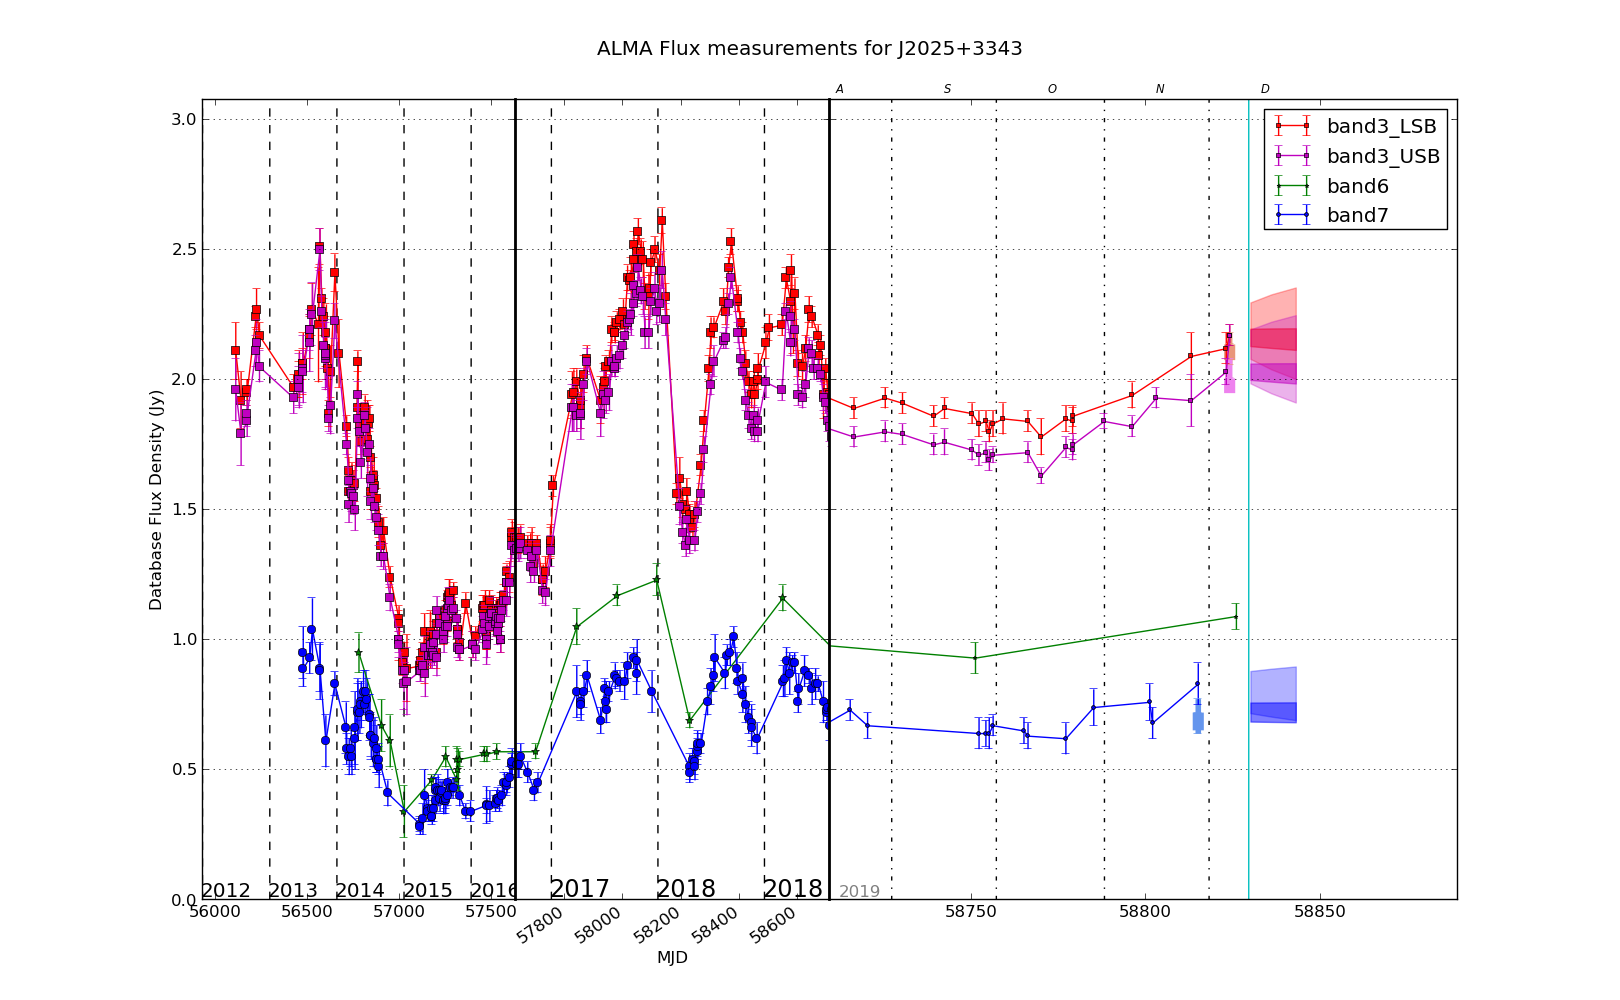 ALMA Flux measurements for J2025+3343
A S O N D
3.0
2.5
2.0
1.5
1.0
0.5
0.0
Database Flux Density (Jy)
band3_LSB
band3_USB
band6
band7
2012 2013 2014 2015 2016 2017 2018 2018 2019
56000 56500 57000 57500 57800 58000 58200 58400 58600 58750 58800 58850
MJD